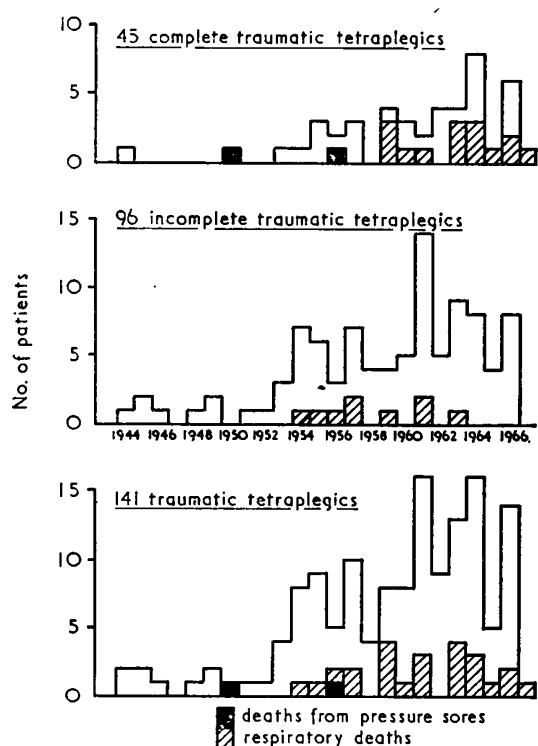 10
45 complete traumatic tetraplegics
5
0
15
96 incomplete traumatic tetraplegics
10
5
0
No. of patients
1944 1946 1948 1950 1952 1954 1956 1958 1960 1962 1964 1966,
15
141 traumatic tetraplegics
10
5
0
deaths from pressure sores
respiratory deaths